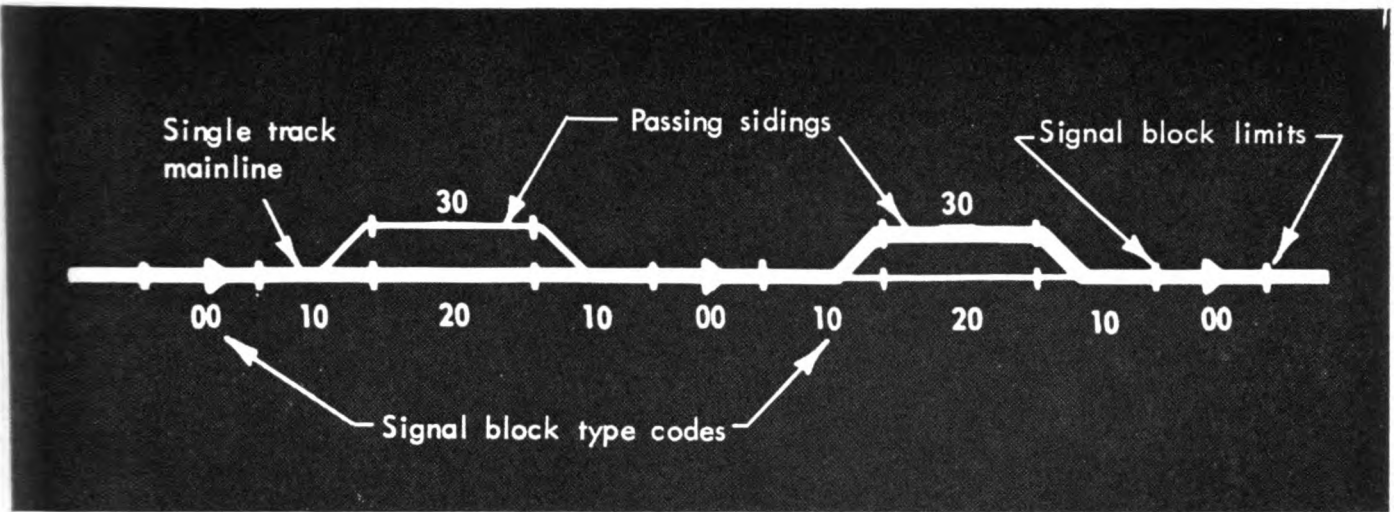 Single track
mainline
Passing sidings
Signal block limits
30
30
00
10
20
10
00
10
20
10
00
Signal block type codes